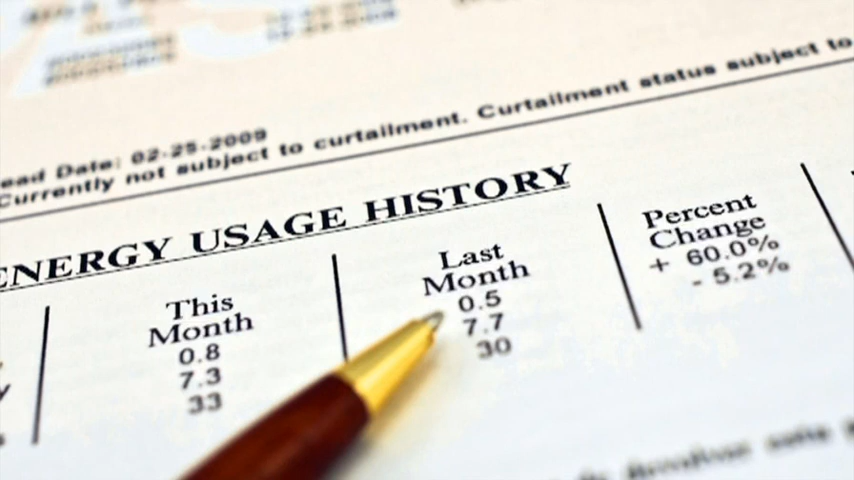 ead Date: 02-25-2009
Currently not subject to curtailment. Curtailment status subject to
ENERGY USAGE HISTORY
This
Month
0.8
7.3
33
Last
Month
0.5
7.7
30
Percent
Change
+ 60.0%
- 5.2%